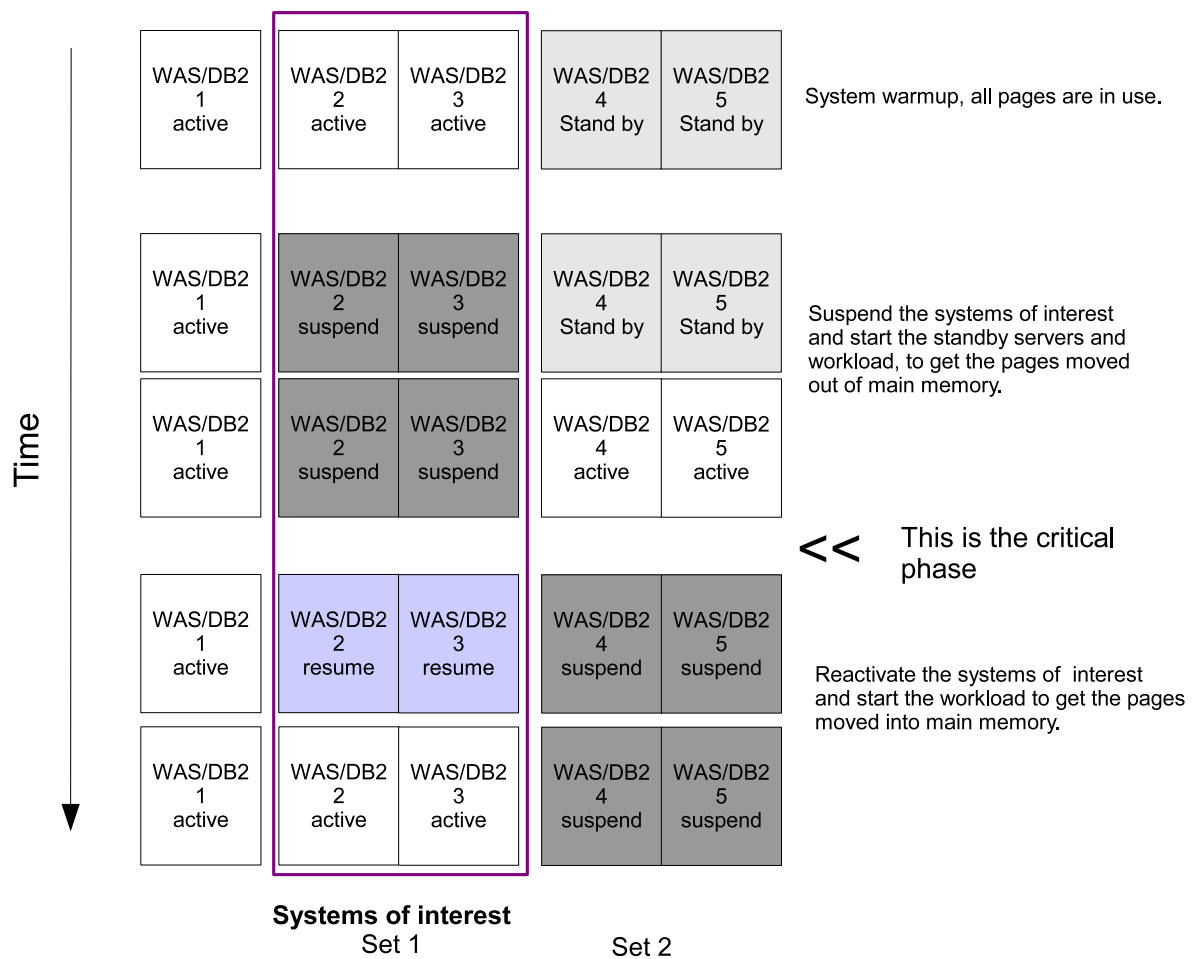 WAS/DB2
1
active
WAS/DB2
2
active
WAS/DB2
3
active
WAS/DB2
4
Stand by
WAS/DB2
5
Stand by
System warmup, all pages are in use.
WAS/DB2
1
active
WAS/DB2
2
suspend
WAS/DB2
3
suspend
WAS/DB2
4
Stand by
WAS/DB2
5
Stand by
Suspend the systems of interest
and start the standby servers and
workload, to get the pages moved
out of main memory.
Time
WAS/DB2
1
active
WAS/DB2
2
suspend
WAS/DB2
3
suspend
WAS/DB2
4
active
WAS/DB2
5
active
<< This is the critical
phase
WAS/DB2
1
active
WAS/DB2
2
resume
WAS/DB2
3
resume
WAS/DB2
4
suspend
WAS/DB2
5
suspend
Reactivate the systems of interest
and start the workload to get the pages
moved into main memory.
WAS/DB2
1
active
WAS/DB2
2
active
WAS/DB2
3
active
WAS/DB2
4
suspend
WAS/DB2
5
suspend
Systems of interest
Set 1
Set 2